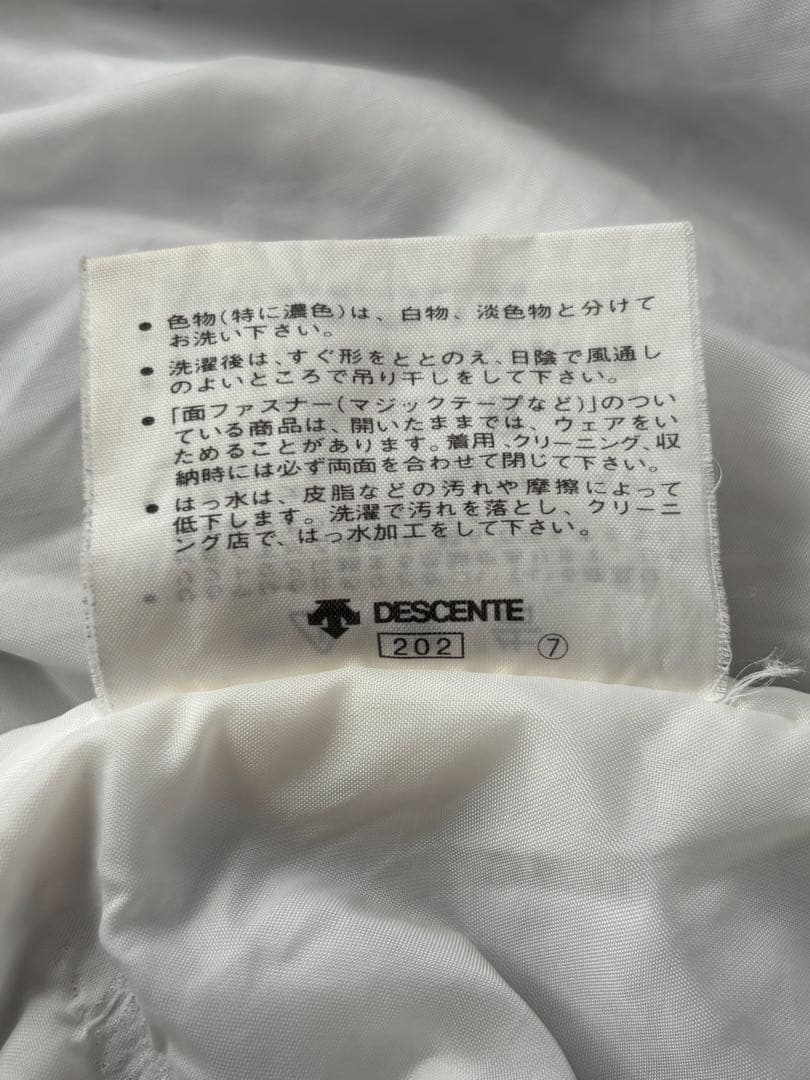 ● 色物(特に濃色)は、白物、淡色物と分けて
お洗い下さい。
● 洗濯後は、すぐ形をととのえ、日陰で風通し
のよいところで吊り干しをして下さい。
● 「面ファスナー(マジックテープなど)」のつい
ている商品は、開いたままでは、ウェアをい
ためることがあります。着用、クリーニング、収
納時には必ず両面を合わせて閉じて下さい。
● はっ水は、皮脂などの汚れや摩擦によって
低下します。洗濯で汚れを落とし、クリーニ
ング店で、はっ水加工をして下さい。
DESCENTE
202 ⑦